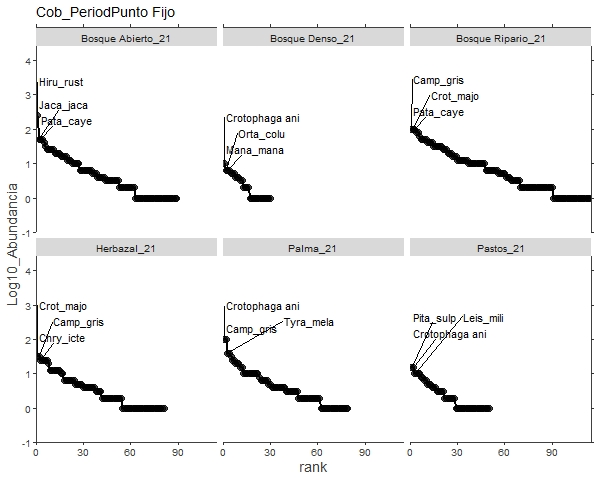 Cob_PeriodPunto Fijo
Bosque Abierto_21
Bosque Denso_21
Bosque Ripario_21
4
3
2
1
0
-1
Hiru_rust
Jaca_jaca
Pata_caye
Crotophaga ani
Orta_colu
Mana_mana
Camp_gris
Crot_majo
Pata_caye
Log10_Abundancia
Herbazal_21
Palma_21
Pastos_21
4
3
2
1
0
-1
Crot_majo
Camp_gris
Chry_icte
Crotophaga ani
Tyra_mela
Camp_gris
Pita_sulp
Leis_mili
Crotophaga ani
0 30 60 90
0 30 60 90
0 30 60 90
rank